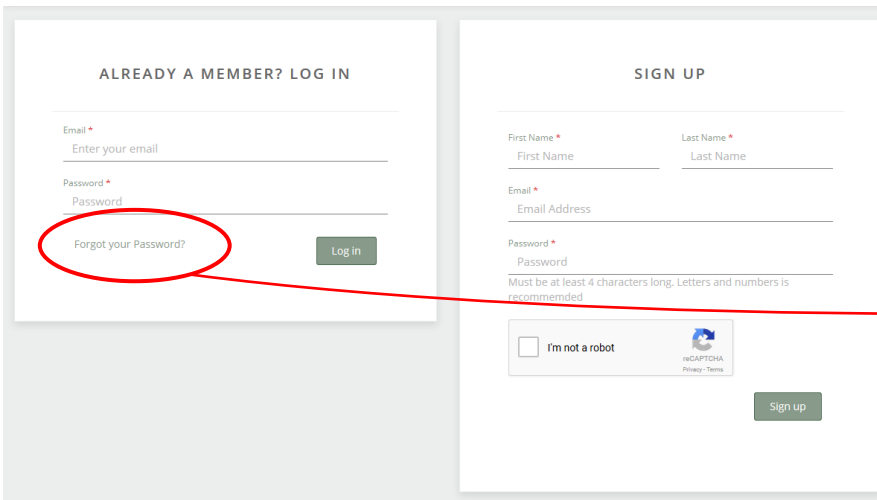 ALREADY A MEMBER? LOG IN
Email *
Enter your email
Password *
Password
Forgot your Password?
Log in
SIGN UP
First Name * Last Name *
First Name Last Name
Email *
Email Address
Password *
Password
Must be at least 4 characters long. Letters and numbers is
recommemded
I'm not a robot
reCAPTCHA
Privacy - Terms
Sign up